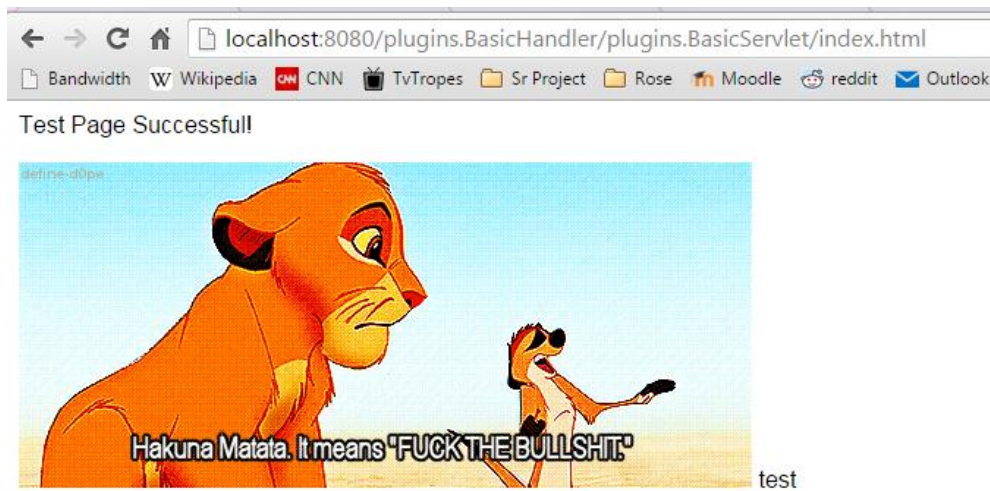 localhost:8080/plugins.BasicHandler/plugins.BasicServlet/index.html
Bandwidth W Wikipedia CNN CNN TvTropes Sr Project Rose Moodle reddit Outlook
Test Page Successful!
define-d0pe
Hakuna Matata. It means "FUCK THE BULLSHIT."
test